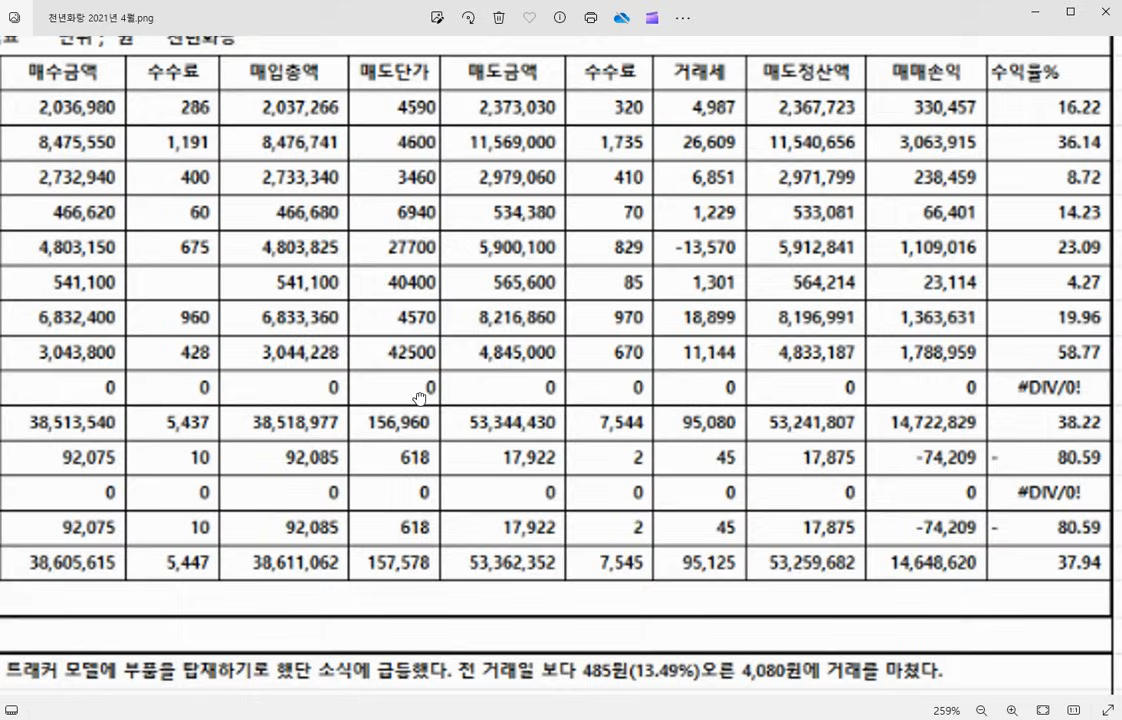 전년화랑 2021년 4월.png
단위 ; 원 전년화랑
매수금액 수수료 매입총액 매도단가 매도금액 수수료 거래세 매도정산액 매매손익 수익률%
2,036,980 286 2,037,266 4590 2,373,030 320 4,987 2,367,723 330,457 16.22
8,475,550 1,191 8,476,741 4600 11,569,000 1,735 26,609 11,540,656 3,063,915 36.14
2,732,940 400 2,733,340 3460 2,979,060 410 6,851 2,971,799 238,459 8.72
466,620 60 466,680 6940 534,380 70 1,229 533,081 66,401 14.23
4,803,150 675 4,803,825 27700 5,900,100 829 -13,570 5,912,841 1,109,016 23.09
541,100 541,100 40400 565,600 85 1,301 564,214 23,114 4.27
6,832,400 960 6,833,360 4570 8,216,860 970 18,899 8,196,991 1,363,631 19.96
3,043,800 428 3,044,228 42500 4,845,000 670 11,144 4,833,187 1,788,959 58.77
0 0 0 0 0 0 0 0 0 #DIV/0!
38,513,540 5,437 38,518,977 156,960 53,344,430 7,544 95,080 53,241,807 14,722,829 38.22
92,075 10 92,085 618 17,922 2 45 17,875 -74,209 - 80.59
0 0 0 0 0 0 0 0 0 #DIV/0!
92,075 10 92,085 618 17,922 2 45 17,875 -74,209 - 80.59
38,605,615 5,447 38,611,062 157,578 53,362,352 7,545 95,125 53,259,682 14,648,620 37.94
트래커 모델에 부품을 탑재하기로 했단 소식에 급등했다. 전 거래일 보다 485원(13.49%)오른 4,080원에 거래를 마쳤다.
259%